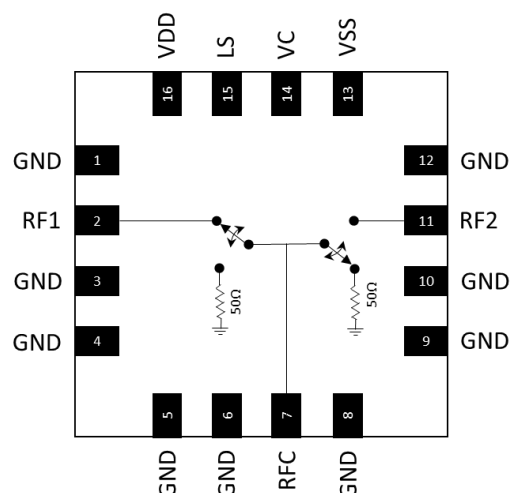 VDD LS VC VSS
16 15 14 13
GND 1 12 GND
RF1 2 11 RF2
GND 3 10 GND
50Ω 50Ω
GND 4 9 GND
5 6 7 8
GND GND RFC GND